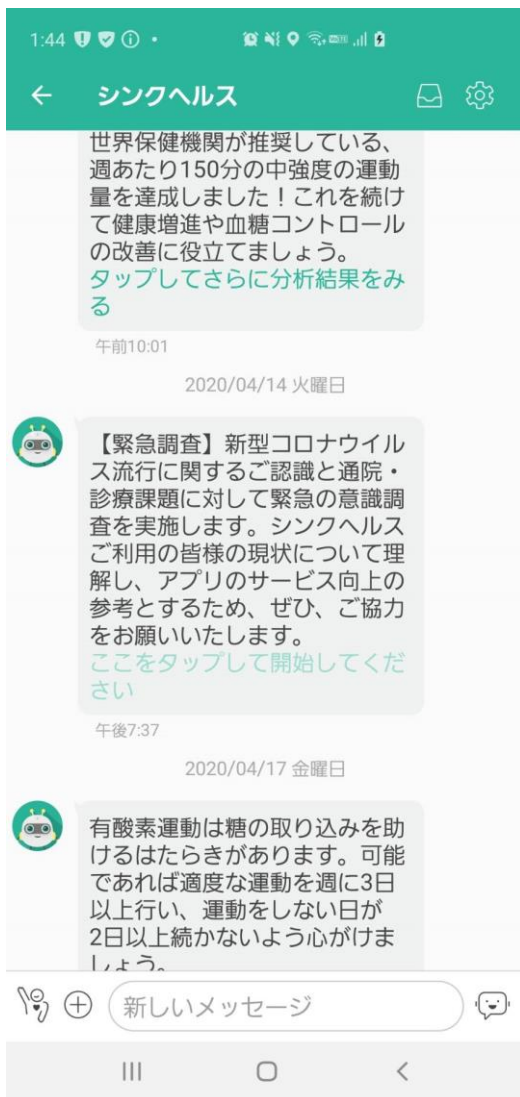 1:44
シンクヘルス
世界保健機関が推奨している、
週あたり150分の中強度の運動
量を達成しました！これを続け
て健康増進や血糖コントロール
の改善に役立てましょう。
タップしてさらに分析結果をみ
る
午前10:01
2020/04/14 火曜日
【緊急調査】新型コロナウイル
ス流行に関するご認識と通院・
診療課題に対して緊急の意識調
査を実施します。シンクヘルス
ご利用の皆様の現状について理
解し、アプリのサービス向上の
参考とするため、ぜひ、ご協力
をお願いいたします。
ここをタップして開始してくだ
さい
午後7:37
2020/04/17 金曜日
有酸素運動は糖の取り込みを助
けるはたらきがあります。可能
であれば適度な運動を週に3日
以上行い、運動をしない日が
2日以上続かないよう心がけま
しょう。
新しいメッセージ